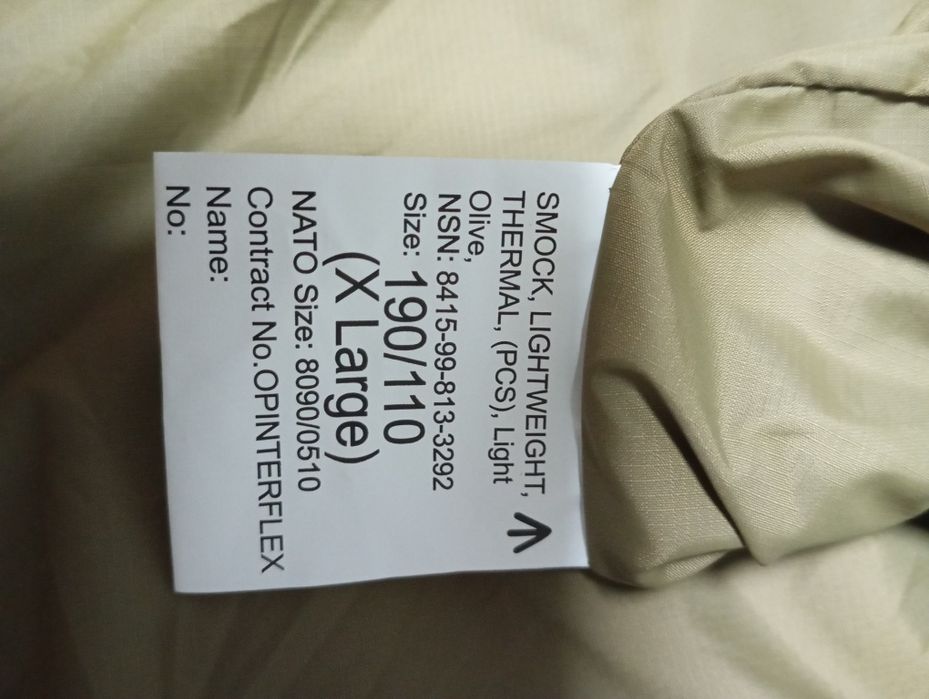 SMOCK, LIGHTWEIGHT,
THERMAL, (PCS), Light
Olive,
NSN: 8415-99-813-3292
Size: 190/110
(X Large)
NATO Size: 8090/0510
Contract No.OPINTERFLEX
Name:
No: